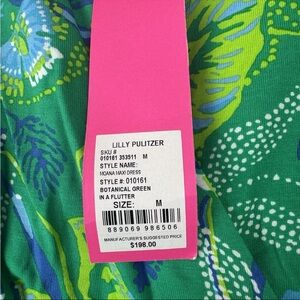 LILLY PULITZER
SKU #
010161 353511 M
STYLE NAME:
MOANA MAXI DRESS
STYLE #: 010161
BOTANICAL GREEN
IN A FLUTTER
SIZE: M
889069 986506
MANUFACTURER'S SUGGESTED PRICE
$198.00